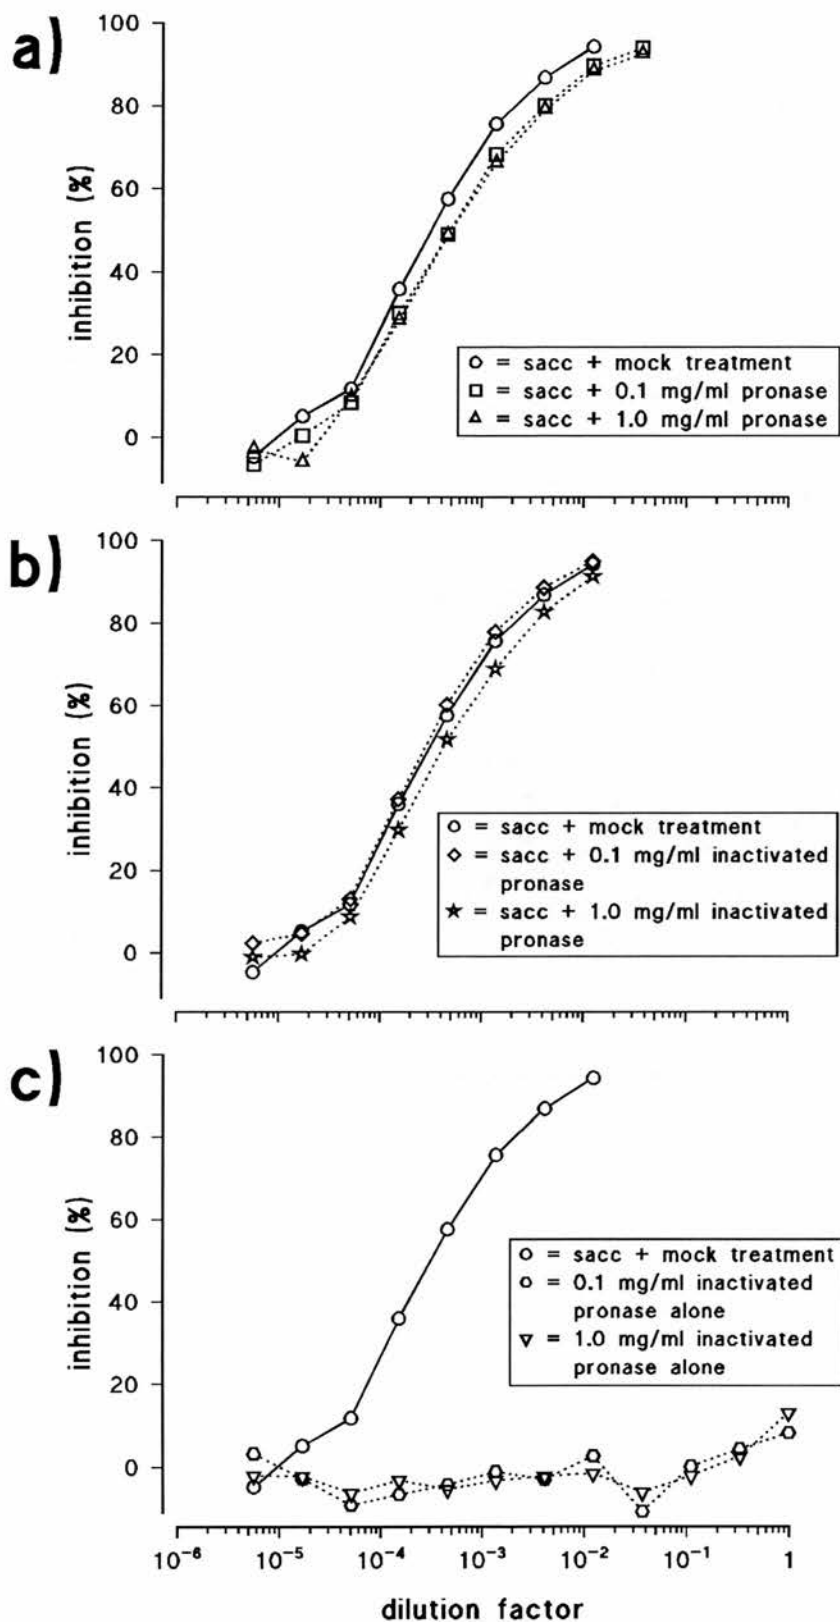 a)
100
80
60
40
20
0
inhibition (%)
○ = sacc + mock treatment
□ = sacc + 0.1 mg/ml pronase
△ = sacc + 1.0 mg/ml pronase
b)
100
80
60
40
20
0
inhibition (%)
○ = sacc + mock treatment
◇ = sacc + 0.1 mg/ml inactivated
pronase
☆ = sacc + 1.0 mg/ml inactivated
pronase
c)
100
80
60
40
20
0
inhibition (%)
○ = sacc + mock treatment
○ = 0.1 mg/ml inactivated
pronase alone
▽ = 1.0 mg/ml inactivated
pronase alone
10⁻⁶ 10⁻⁵ 10⁻⁴ 10⁻³ 10⁻² 10⁻¹ 1
dilution factor